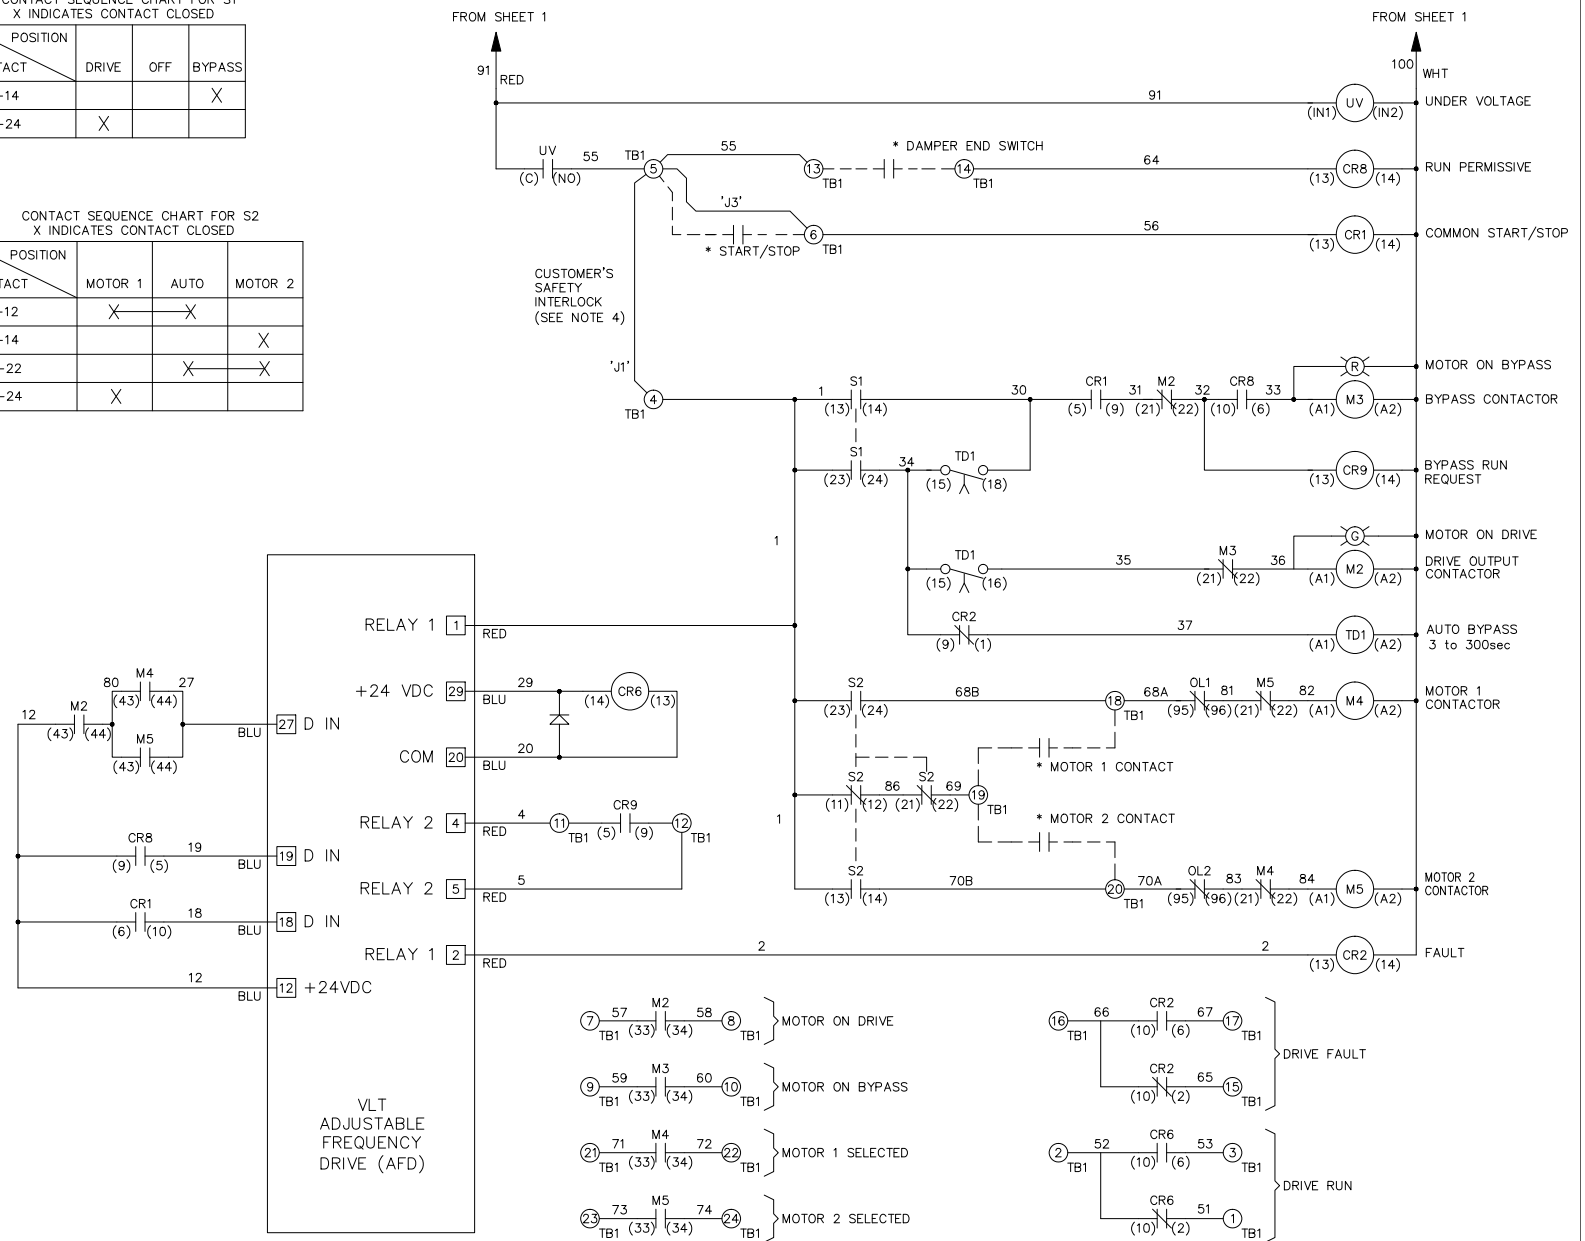 CONTACT SEQUENCE CHART FOR S1
X INDICATES CONTACT CLOSED
POSITION
TACT DRIVE OFF BYPASS
-14 X
-24 X
CONTACT SEQUENCE CHART FOR S2
X INDICATES CONTACT CLOSED
POSITION
TACT MOTOR 1 AUTO MOTOR 2
-12 X X
-14 X
-22 X X
-24 X
FROM SHEET 1 FROM SHEET 1
91 RED 100 WHT
91 (IN1) UV (IN2) UNDER VOLTAGE
UV (C) (NO) 55 TB1 5 55 13 TB1 * DAMPER END SWITCH 14 TB1 64 (13) CR8 (14) RUN PERMISSIVE
'J3' * START/STOP 6 TB1 56 (13) CR1 (14) COMMON START/STOP
CUSTOMER'S
SAFETY
INTERLOCK
(SEE NOTE 4)
'J1'
R MOTOR ON BYPASS
4 TB1 1 S1 (13) (14) 30 CR1 (5) (9) 31 M2 (21) (22) 32 CR8 (10) (6) 33 (A1) M3 (A2) BYPASS CONTACTOR
S1 (23) (24) 34 TD1 (15) (18) (13) CR9 (14) BYPASS RUN
REQUEST
G MOTOR ON DRIVE
1 TD1 (15) (16) 35 M3 (21) (22) 36 (A1) M2 (A2) DRIVE OUTPUT
CONTACTOR
CR2 (9) (1) 37 (A1) TD1 (A2) AUTO BYPASS
3 to 300sec
S2 (23) (24) 68B 18 TB1 68A OL1 (95) (96) 81 M5 (21) (22) 82 (A1) M4 (A2) MOTOR 1
CONTACTOR
* MOTOR 1 CONTACT
S2 (11) (12) 86 S2 (21) (22) 69 19 TB1
1 * MOTOR 2 CONTACT
S2 (13) (14) 70B 20 TB1 70A OL2 (95) (96) 83 M4 (21) (22) 84 (A1) M5 (A2) MOTOR 2
CONTACTOR
2 2 (13) CR2 (14) FAULT
RELAY 1 1 RED
+24 VDC 29 BLU 29 (14) CR6 (13)
COM 20 BLU 20
RELAY 2 4 RED 4 11 TB1 CR9 (5) (9) 12 TB1
RELAY 2 5 RED 5
RELAY 1 2 RED
12 M2 (43) (44) 80 M4 (43) (44) 27
M5 (43) (44)
BLU 27 D IN
CR8 (9) (5) 19 BLU 19 D IN
CR1 (6) (10) 18 BLU 18 D IN
12 BLU 12 +24VDC
VLT
ADJUSTABLE
FREQUENCY
DRIVE (AFD)
7 TB1 57 M2 (33) (34) 58 8 TB1 MOTOR ON DRIVE
9 TB1 59 M3 (33) (34) 60 10 TB1 MOTOR ON BYPASS
21 TB1 71 M4 (33) (34) 72 22 TB1 MOTOR 1 SELECTED
23 TB1 73 M5 (33) (34) 74 24 TB1 MOTOR 2 SELECTED
16 TB1 66 CR2 (10) (6) 67 17 TB1
CR2 (10) (2) 65 15 TB1
DRIVE FAULT
2 TB1 52 CR6 (10) (6) 53 3 TB1
CR6 (10) (2) 51 1 TB1
DRIVE RUN